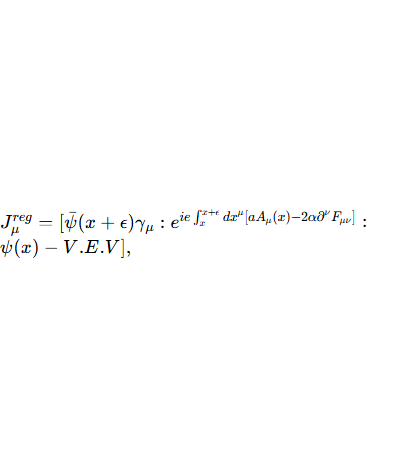 $J_{\mu}^{reg} = [\bar{\psi}(x+\epsilon)\gamma_{\mu} : e^{ie\int_{x}^{x+\epsilon} dx^{\mu}[aA_{\mu}(x)-2\alpha\partial^{\nu}F_{\mu\nu}]} :$
$\psi(x) - V.E.V],$